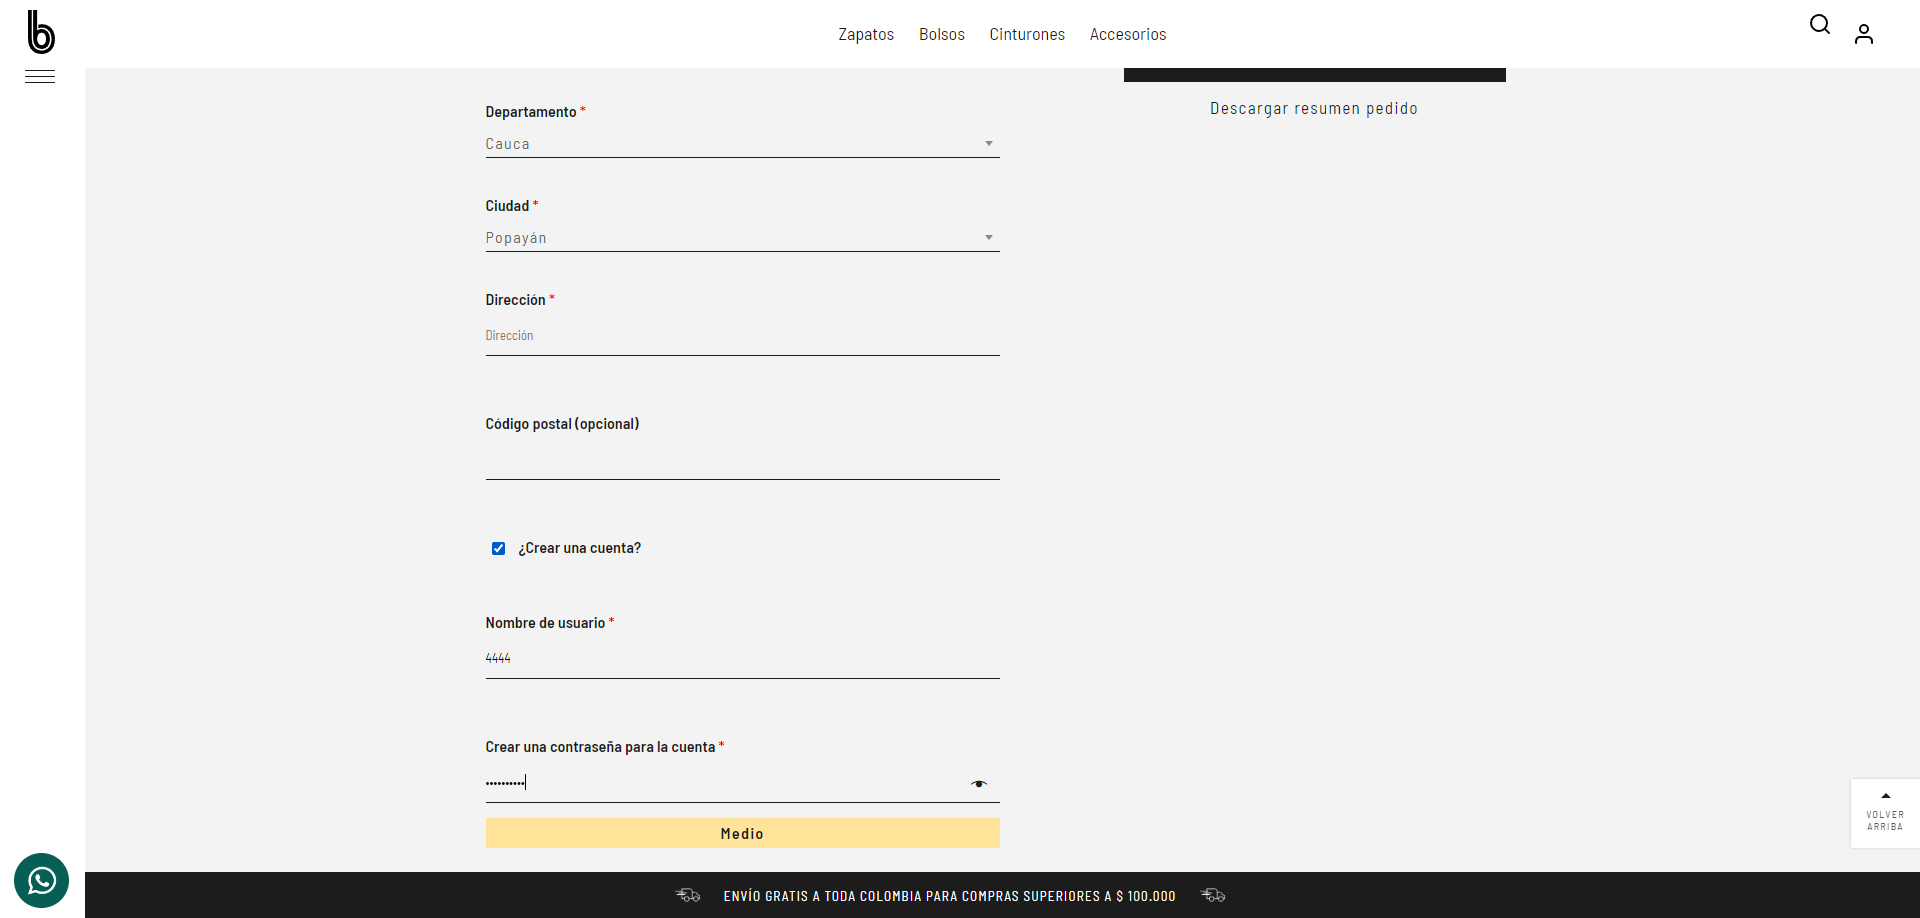 b
Zapatos Bolsos Cinturones Accesorios
Departamento *
Cauca
Descargar resumen pedido
Ciudad *
Popayán
Dirección *
Dirección
Código postal (opcional)
¿Crear una cuenta?
Nombre de usuario *
4444
Crear una contraseña para la cuenta *
••••••••••
Medio
VOLVER
ARRIBA
ENVÍO GRATIS A TODA COLOMBIA PARA COMPRAS SUPERIORES A $ 100.000